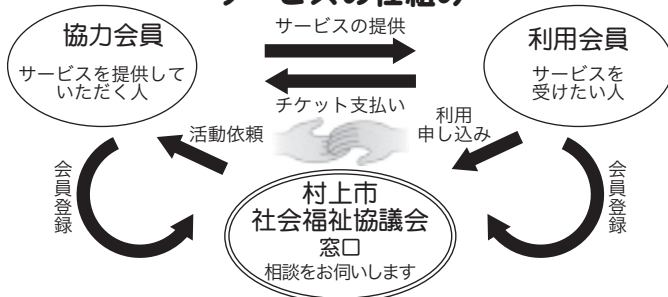 サービスの仕組み
協力会員
サービスを提供して
いただく人
サービスの提供
チケット支払い
利用会員
サービスを
受けたい人
活動依頼
利用
申し込み
会員登録
会員登録
村上市
社会福祉協議会
窓口
相談をお伺いします